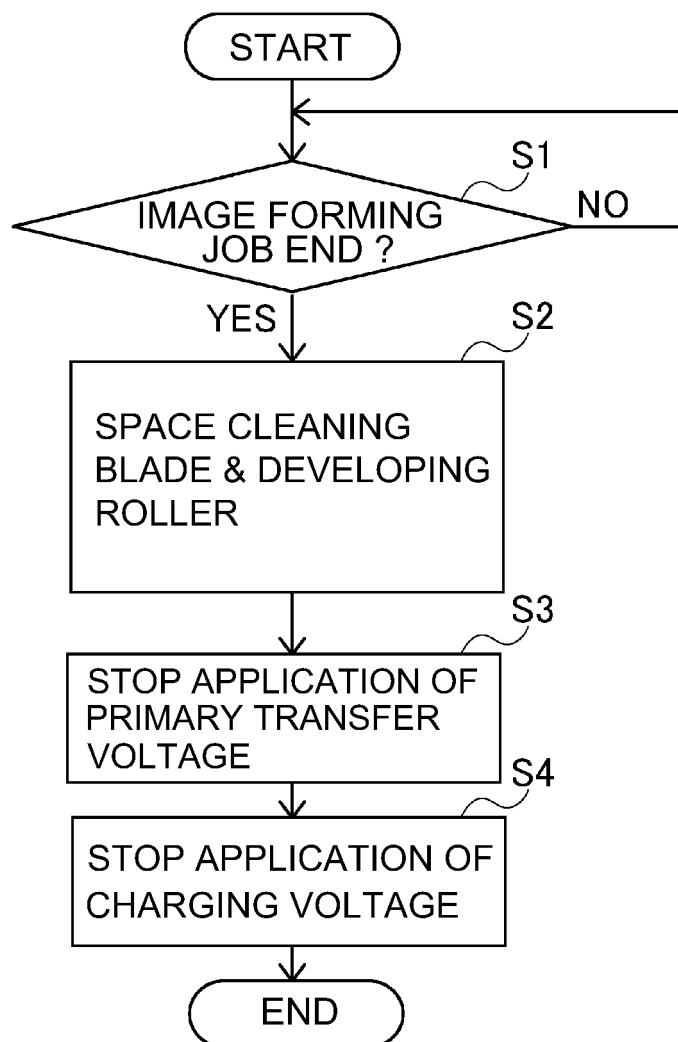 START
S1
IMAGE FORMING
JOB END ?
NO
YES
S2
SPACE CLEANING
BLADE & DEVELOPING
ROLLER
S3
STOP APPLICATION OF
PRIMARY TRANSFER
VOLTAGE
S4
STOP APPLICATION OF
CHARGING VOLTAGE
END